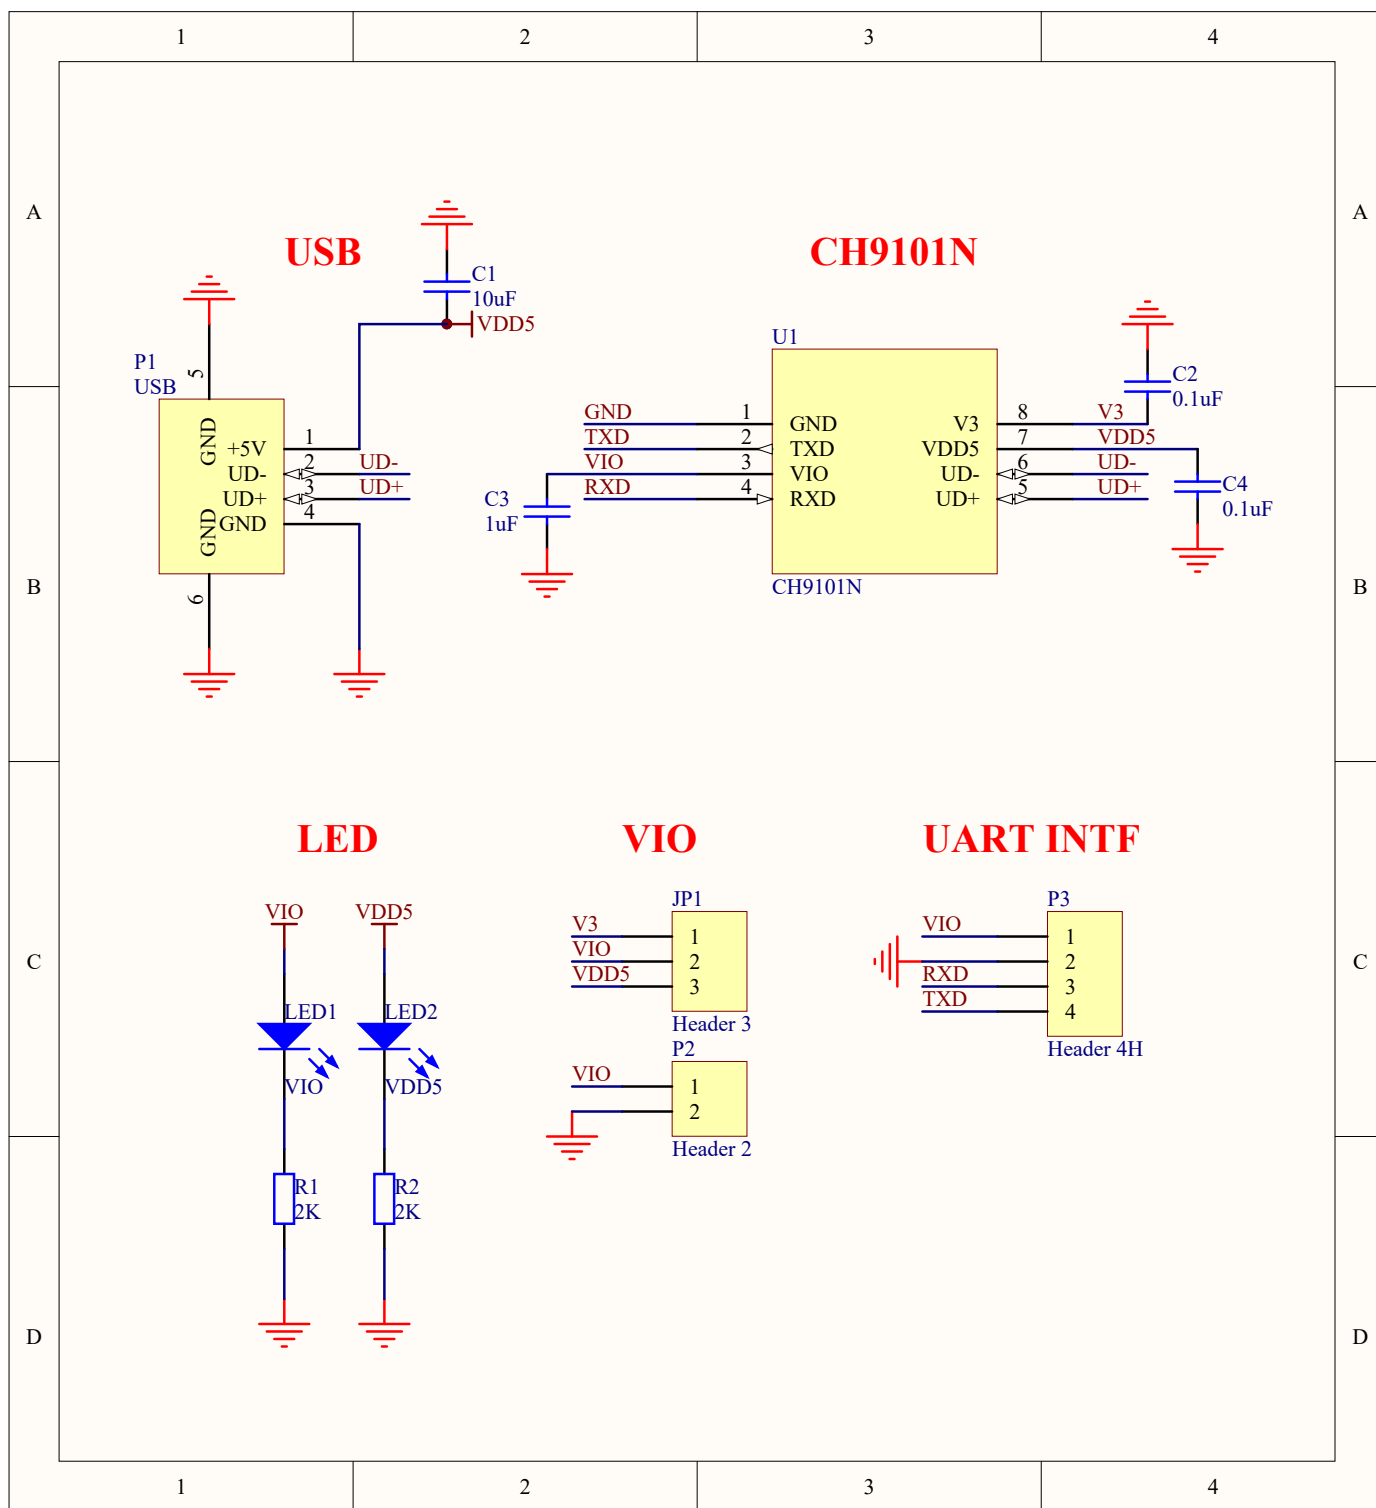 1 2 3 4
A A
USB CH9101N
C1
10uF
VDD5
U1
P1
USB
5
C2
0.1uF
GND
+5V 1
UD- 2 UD-
UD+ 3 UD+
GND 4
GND
6
GND 1 GND
TXD 2 TXD
VIO 3 VIO
RXD 4 RXD
V3 8 V3
VDD5 7 VDD5
UD- 6 UD-
UD+ 5 UD+
C3
1uF
C4
0.1uF
CH9101N
B B
LED VIO UART INTF
VIO VDD5
LED1 LED2
VIO VDD5
R1 R2
2K 2K
JP1
V3 1
VIO 2
VDD5 3
Header 3
P2
VIO 1
2
Header 2
P3
VIO 1
2
RXD 3
TXD 4
Header 4H
C C
D D
1 2 3 4